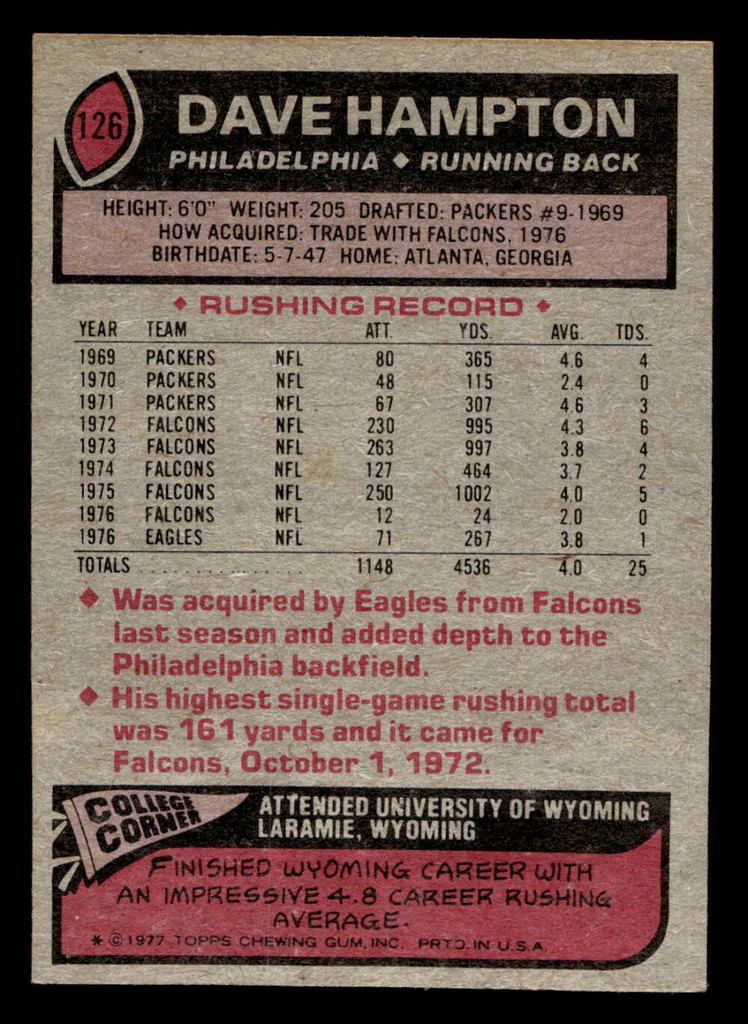 126
DAVE HAMPTON
PHILADELPHIA ◆ RUNNING BACK
HEIGHT: 6'0" WEIGHT: 205 DRAFTED: PACKERS #9-1969
HOW ACQUIRED: TRADE WITH FALCONS, 1976
BIRTHDATE: 5-7-47 HOME: ATLANTA, GEORGIA
◆ RUSHING RECORD ◆
YEAR TEAM ATT. YDS. AVG. TDS.
1969 PACKERS NFL 80 365 4.6 4
1970 PACKERS NFL 48 115 2.4 0
1971 PACKERS NFL 67 307 4.6 3
1972 FALCONS NFL 230 995 4.3 6
1973 FALCONS NFL 263 997 3.8 4
1974 FALCONS NFL 127 464 3.7 2
1975 FALCONS NFL 250 1002 4.0 5
1976 FALCONS NFL 12 24 2.0 0
1976 EAGLES NFL 71 267 3.8 1
TOTALS . . . . . . . . . . . . . . . . 1148 4536 4.0 25
◆ Was acquired by Eagles from Falcons
last season and added depth to the
Philadelphia backfield.
◆ His highest single-game rushing total
was 161 yards and it came for
Falcons, October 1, 1972.
COLLEGE
CORNER
ATTENDED UNIVERSITY OF WYOMING
LARAMIE, WYOMING
FINISHED WYOMING CAREER WITH
AN IMPRESSIVE 4.8 CAREER RUSHING
AVERAGE.
* © 1977 TOPPS CHEWING GUM, INC. PRTD. IN U.S.A.